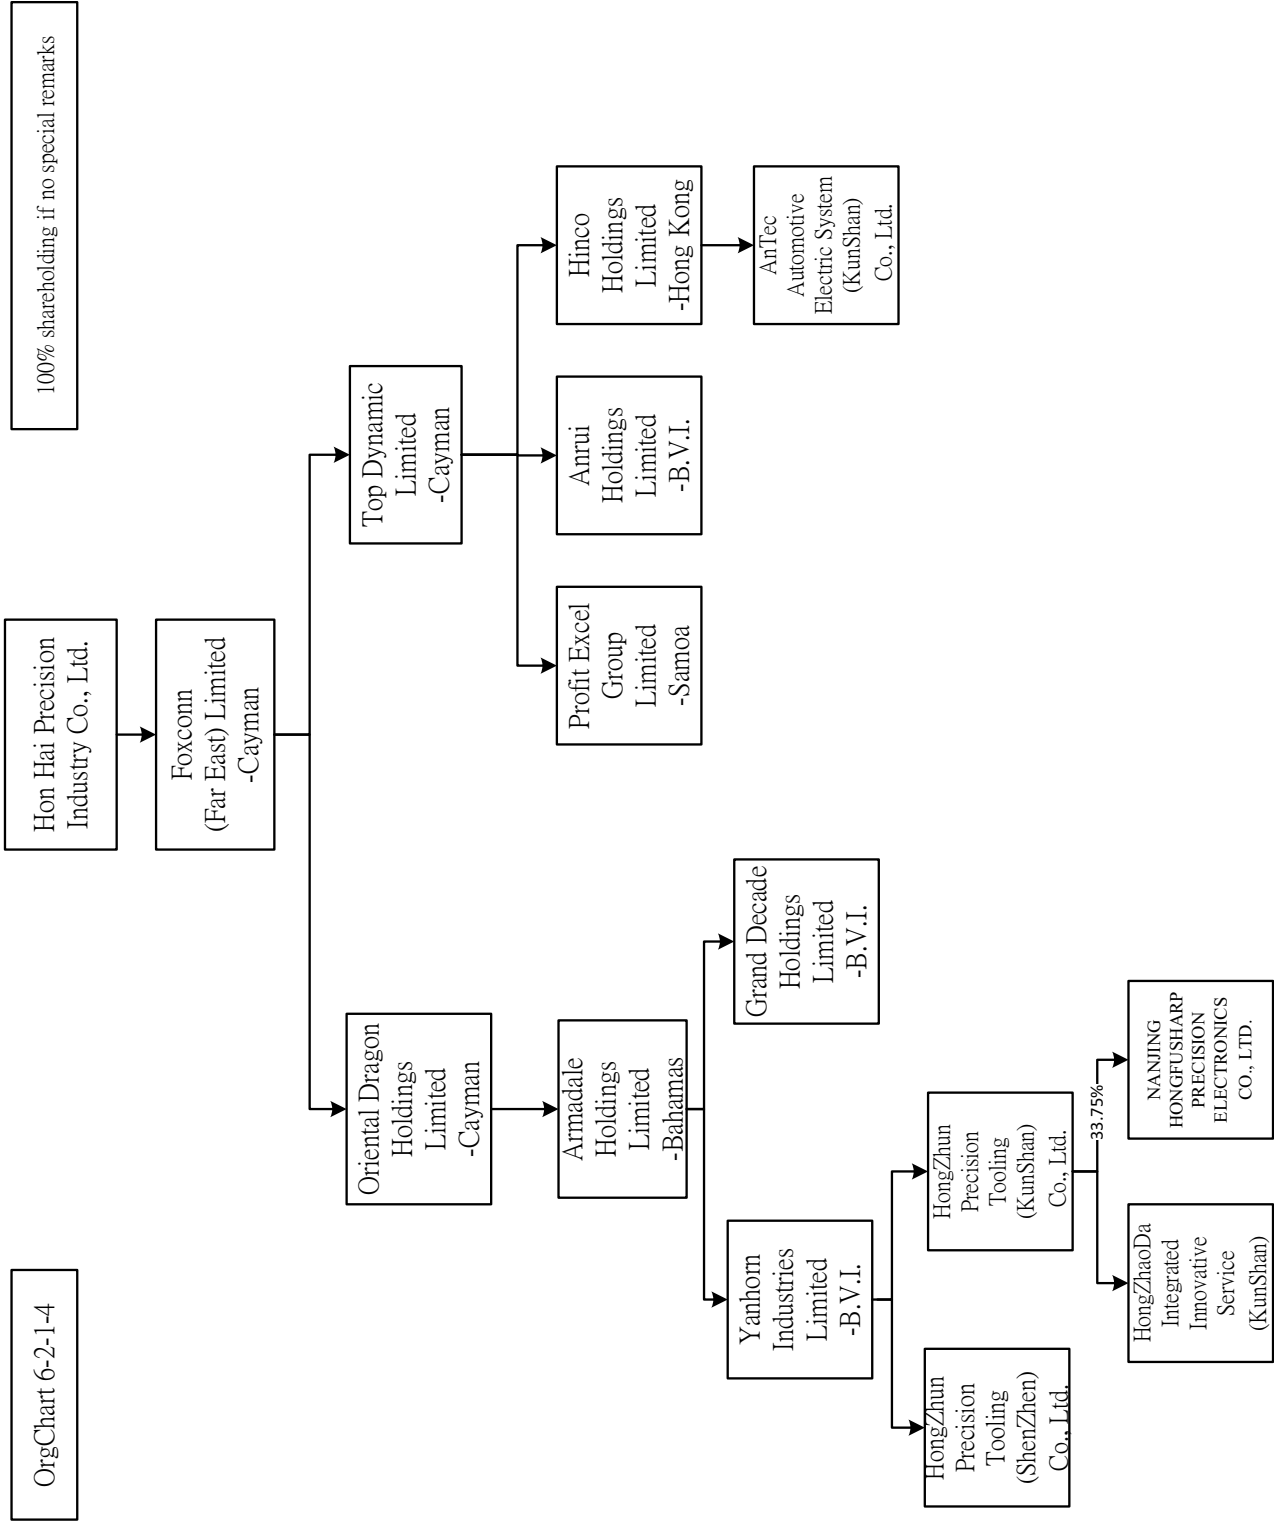 OrgChart 6-2-1-4
100% shareholding if no special remarks
Hon Hai Precision
Industry Co., Ltd.
Foxconn
(Far East) Limited
-Cayman
Oriental Dragon
Holdings
Limited
-Cayman
Top Dynamic
Limited
-Cayman
Armadale
Holdings
Limited
-Bahamas
Profit Excel
Group
Limited
-Samoa
Anrui
Holdings
Limited
-B.V.I.
Hinco
Holdings
Limited
-Hong Kong
Yanhorn
Industries
Limited
-B.V.I.
Grand Decade
Holdings
Limited
-B.V.I.
AnTec
Automotive
Electric System
(KunShan)
Co., Ltd.
HongZhun
Precision
Tooling
(ShenZhen)
Co., Ltd.
HongZhun
Precision
Tooling
(KunShan)
Co., Ltd.
33.75%
HongZhaoDa
Integrated
Innovative
Service
(KunShan)
NANJING
HONGFUSHARP
PRECISION
ELECTRONICS
CO., LTD.